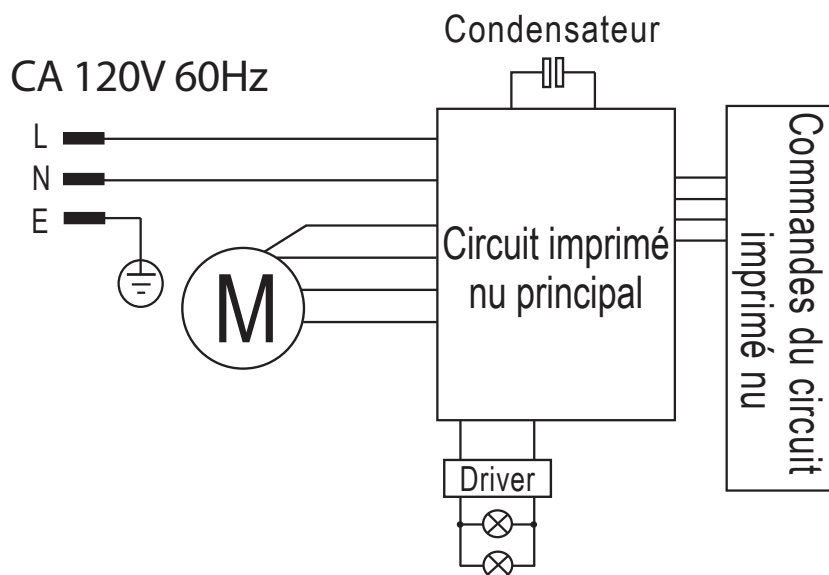 Condensateur
CA 120V 60Hz
L
N
E
M
Circuit imprimé
nu principal
Commandes du circuit
imprimé nu
Driver